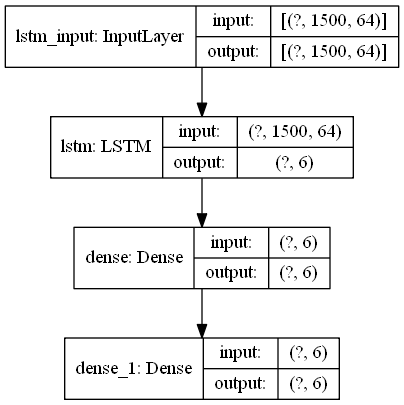 lstm_input: InputLayer input: [(?, 1500, 64)]
output: [(?, 1500, 64)]
lstm: LSTM input: (?, 1500, 64)
output: (?, 6)
dense: Dense input: (?, 6)
output: (?, 6)
dense_1: Dense input: (?, 6)
output: (?, 6)